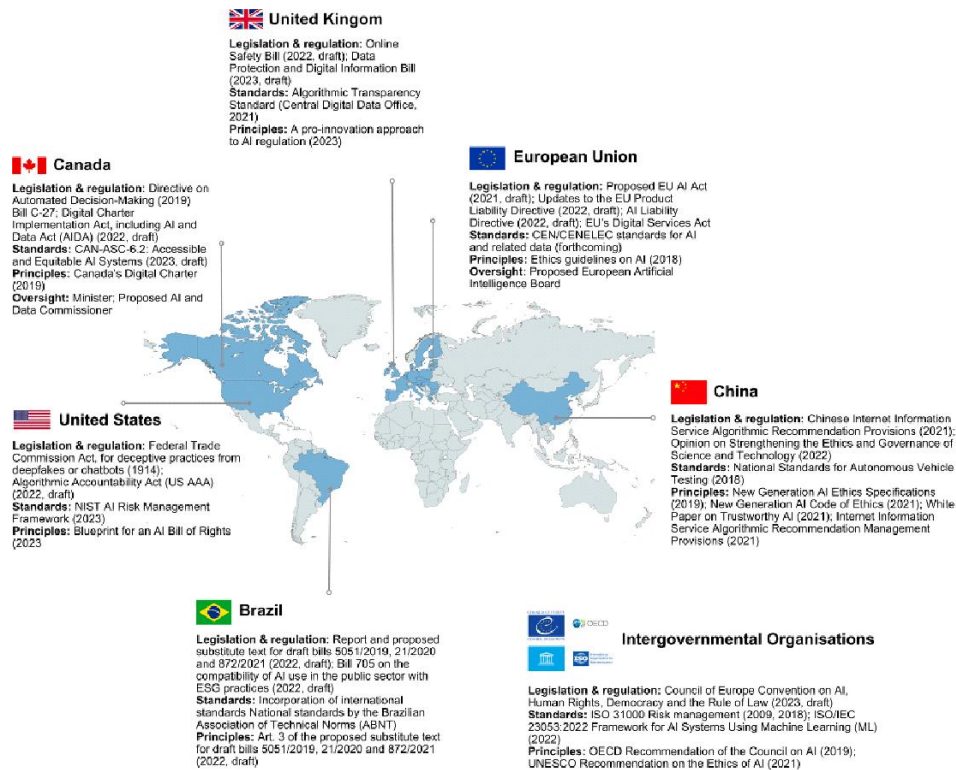 United Kingom
Legislation & regulation: Online
Safety Bill (2022, draft); Data
Protection and Digital Information Bill
(2023, draft)
Standards: Algorithmic Transparency
Standard (Central Digital Data Office,
2021)
Principles: A pro-innovation approach
to AI regulation (2023)
Canada
Legislation & regulation: Directive on
Automated Decision-Making (2019)
Bill C-27; Digital Charter
Implementation Act, including AI and
Data Act (AIDA) (2022, draft)
Standards: CAN-ASC-6.2: Accessible
and Equitable AI Systems (2023, draft)
Principles: Canada's Digital Charter
(2019)
Oversight: Minister; Proposed AI and
Data Commissioner
European Union
Legislation & regulation: Proposed EU AI Act
(2021, draft); Updates to the EU Product
Liability Directive (2022, draft); AI Liability
Directive (2022, draft); EU's Digital Services Act
Standards: CEN/CENELEC standards for AI
and related data (forthcoming)
Principles: Ethics guidelines on AI (2018)
Oversight: Proposed European Artificial
Intelligence Board
United States
Legislation & regulation: Federal Trade
Commission Act, for deceptive practices from
deepfakes or chatbots (1914);
Algorithmic Accountability Act (US AAA)
(2022, draft)
Standards: NIST AI Risk Management
Framework (2023)
Principles: Blueprint for an AI Bill of Rights
(2023
China
Legislation & regulation: Chinese Internet Information
Service Algorithmic Recommendation Provisions (2021);
Opinion on Strengthening the Ethics and Governance of
Science and Technology (2022)
Standards: National Standards for Autonomous Vehicle
Testing (2018)
Principles: New Generation AI Ethics Specifications
(2019); New Generation AI Code of Ethics (2021); White
Paper on Trustworthy AI (2021); Internet Information
Service Algorithmic Recommendation Management
Provisions (2021)
Brazil
Legislation & regulation: Report and proposed
substitute text for draft bills 5051/2019, 21/2020
and 872/2021 (2022, draft); Bill 705 on the
compatibility of AI use in the public sector with
ESG practices (2022, draft)
Standards: Incorporation of international
standards National standards by the Brazilian
Association of Technical Norms (ABNT)
Principles: Art. 3 of the proposed substitute text
for draft bills 5051/2019, 21/2020 and 872/2021
(2022, draft)
OECD
ISO
Intergovernmental Organisations
Legislation & regulation: Council of Europe Convention on AI,
Human Rights, Democracy and the Rule of Law (2023, draft)
Standards: ISO 31000 Risk management (2009, 2018); ISO/IEC
23053:2022 Framework for AI Systems Using Machine Learning (ML)
(2022)
Principles: OECD Recommendation of the Council on AI (2019);
UNESCO Recommendation on the Ethics of AI (2021)